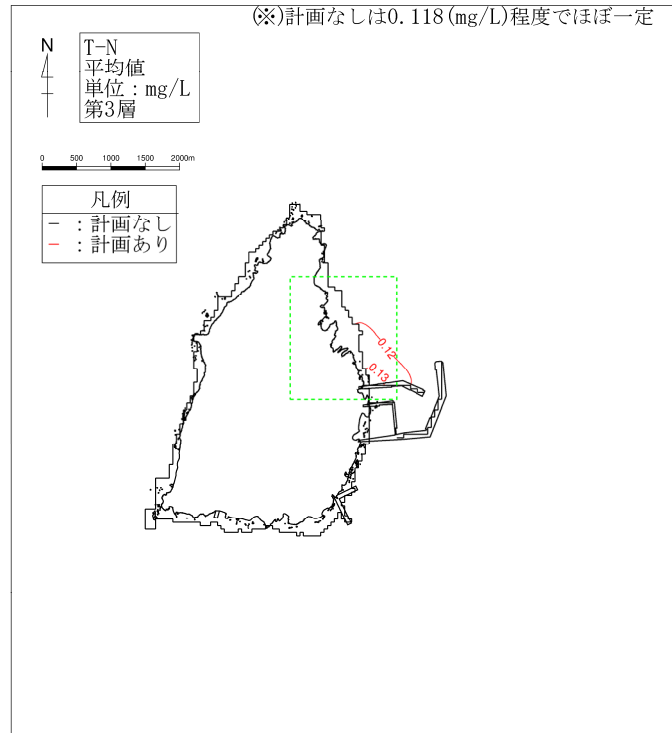 (※)計画なしは0.118(mg/L)程度でほぼ一定
N
T-N
平均値
単位：mg/L
第3層
0 500 1000 1500 2000m
凡例
－ ：計画なし
－ ：計画あり
0.12
0.13